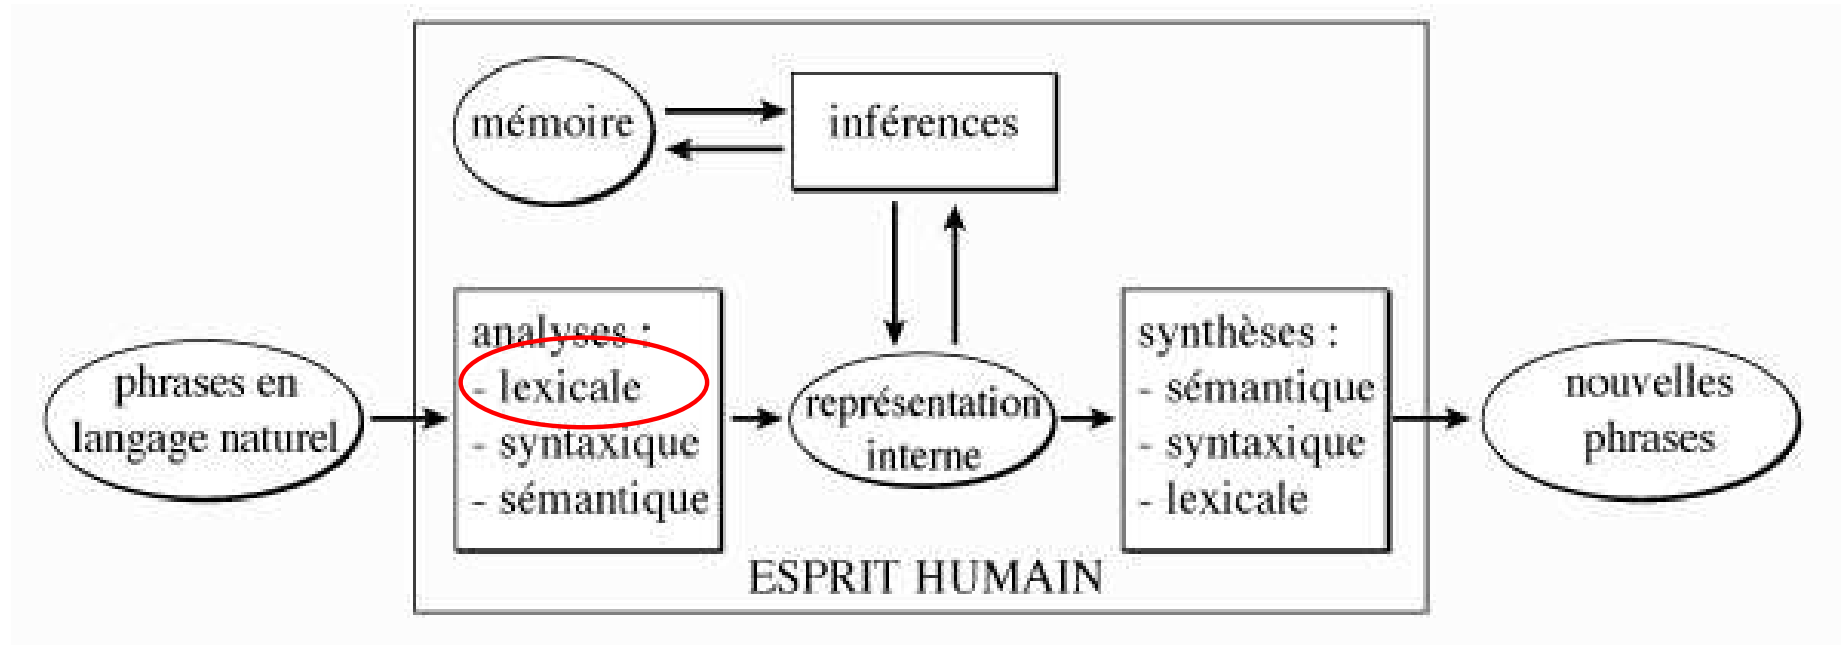 mémoire
inférences
analyses :
- lexicale
- syntaxique
- sémantique
phrases en
langage naturel
représentation
interne
synthèses :
- sémantique
- syntaxique
- lexicale
nouvelles
phrases
ESPRIT HUMAIN